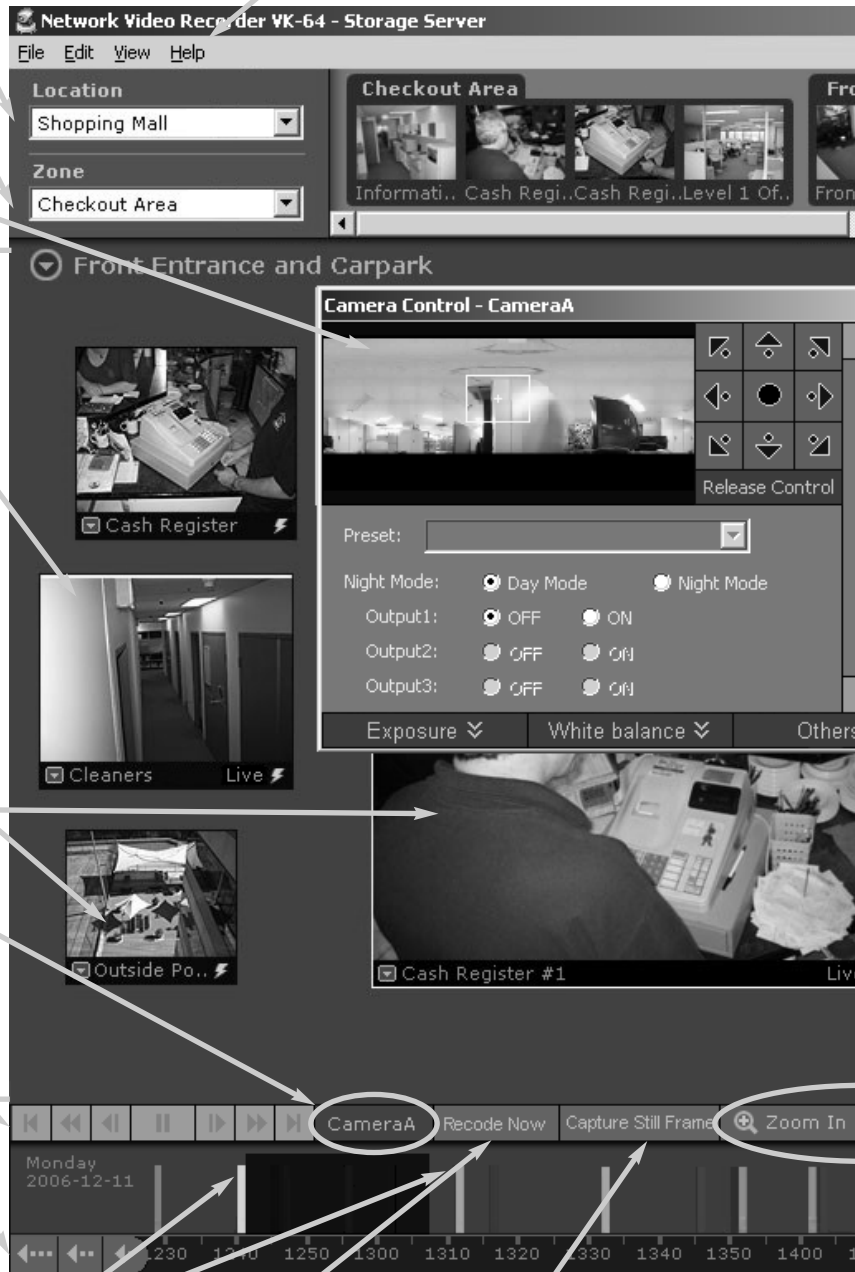 Network Video Recorder VK-64 - Storage Server
File Edit View Help
Location
Shopping Mall
Zone
Checkout Area
Checkout Area
Fro
Informati.. Cash Regi..Cash Regi..Level 1 Of..
Fron
Front Entrance and Carpark
Camera Control - CameraA
Release Control
Preset:
Night Mode: Day Mode Night Mode
Output1: OFF ON
Output2: OFF ON
Output3: OFF ON
Exposure White balance Others
Cash Register
Cleaners Live
Outside Po..
Cash Register #1 Live
CameraA Recode Now Capture Still Frame Zoom In
Monday
2006-12-11
1230 1240 1250 1300 1310 1320 1330 1340 1350 1400 1